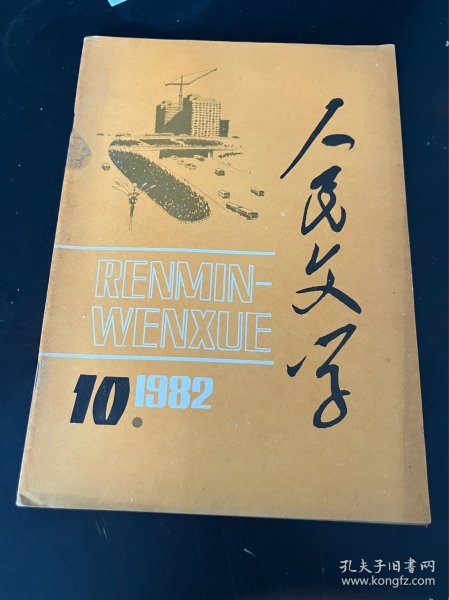 人民文学
RENMIN-
WENXUE
10.1982
孔夫子旧书网
www.kongfz.com